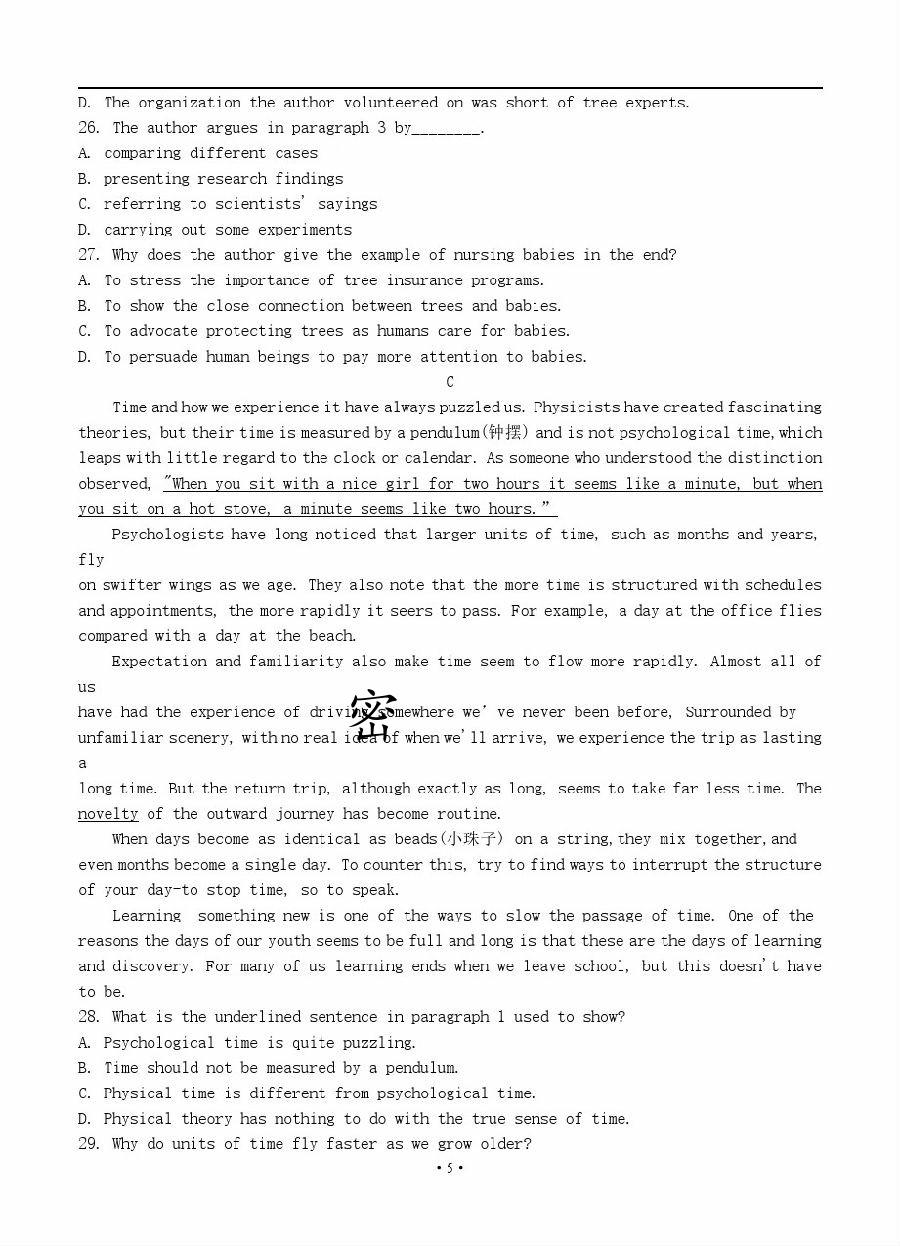 D. The organization the author volunteered on was short of tree experts.
26. The author argues in paragraph 3 by________.
A. comparing different cases
B. presenting research findings
C. referring to scientists' sayings
D. carrying out some experiments
27. Why does the author give the example of nursing babies in the end?
A. To stress the importance of tree insurance programs.
B. To show the close connection between trees and babies.
C. To advocate protecting trees as humans care for babies.
D. To persuade human beings to pay more attention to babies.
C
Time and how we experience it have always puzzled us. Physicists have created fascinating
theories, but their time is measured by a pendulum(钟摆) and is not psychological time, which
leaps with little regard to the clock or calendar. As someone who understood the distinction
observed, "When you sit with a nice girl for two hours it seems like a minute, but when
you sit on a hot stove, a minute seems like two hours."
Psychologists have long noticed that larger units of time, such as months and years,
fly
on swifter wings as we age. They also note that the more time is structured with schedules
and appointments, the more rapidly it seers to pass. For example, a day at the office flies
compared with a day at the beach.
Expectation and familiarity also make time seem to flow more rapidly. Almost all of
us
have had the experience of driving somewhere we've never been before, Surrounded by
密
unfamiliar scenery, with no real idea of when we'll arrive, we experience the trip as lasting
a
long time. But the return trip, although exactly as long, seems to take far less time. The
novelty of the outward journey has become routine.
When days become as identical as beads(小珠子) on a string, they mix together, and
even months become a single day. To counter this, try to find ways to interrupt the structure
of your day-to stop time, so to speak.
Learning something new is one of the ways to slow the passage of time. One of the
reasons the days of our youth seems to be full and long is that these are the days of learning
and discovery. For many of us learning ends when we leave school, but this doesn't have
to be.
28. What is the underlined sentence in paragraph 1 used to show?
A. Psychological time is quite puzzling.
B. Time should not be measured by a pendulum.
C. Physical time is different from psychological time.
D. Physical theory has nothing to do with the true sense of time.
29. Why do units of time fly faster as we grow older?
·5·